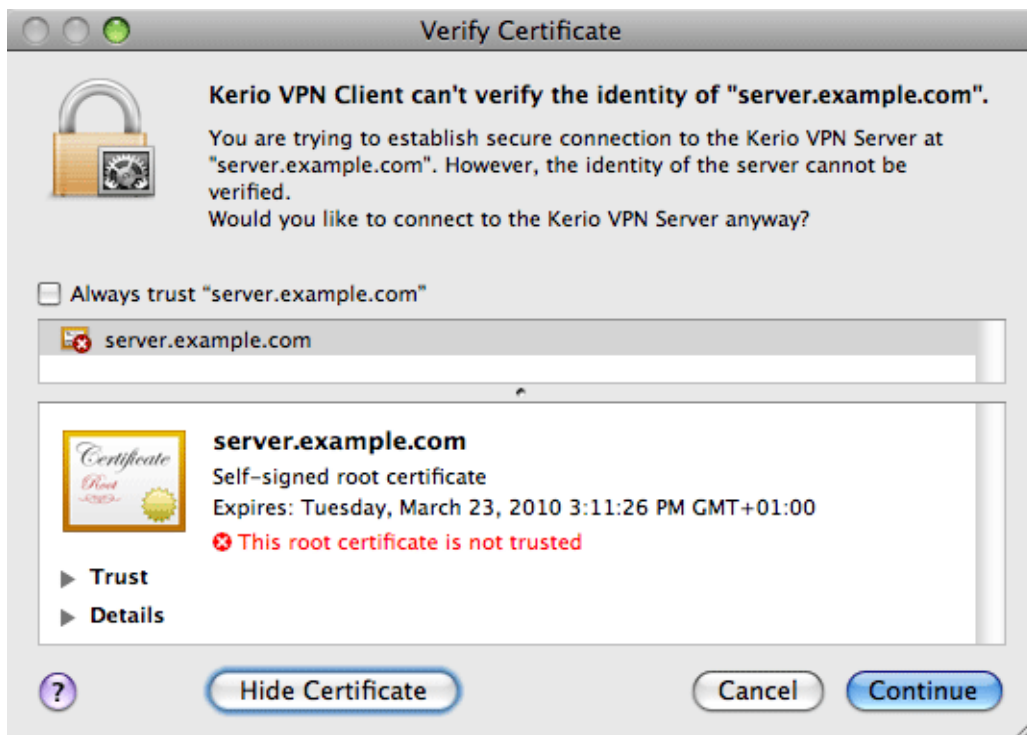 Verify Certificate
Kerio VPN Client can't verify the identity of "server.example.com".
You are trying to establish secure connection to the Kerio VPN Server at
"server.example.com". However, the identity of the server cannot be
verified.
Would you like to connect to the Kerio VPN Server anyway?
Always trust “server.example.com”
server.example.com
Certificate
Root
server.example.com
Self-signed root certificate
Expires: Tuesday, March 23, 2010 3:11:26 PM GMT+01:00
This root certificate is not trusted
Trust
Details
?
Hide Certificate
Cancel
Continue